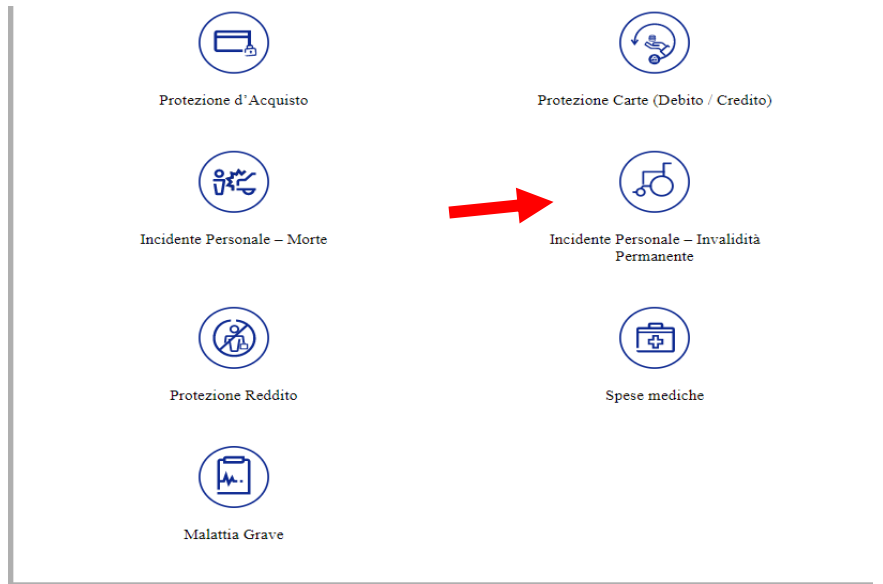 Protezione d’Acquisto
Protezione Carte (Debito / Credito)
Incidente Personale – Morte
Incidente Personale – Invalidità
Permanente
Protezione Reddito
Spese mediche
Malattia Grave